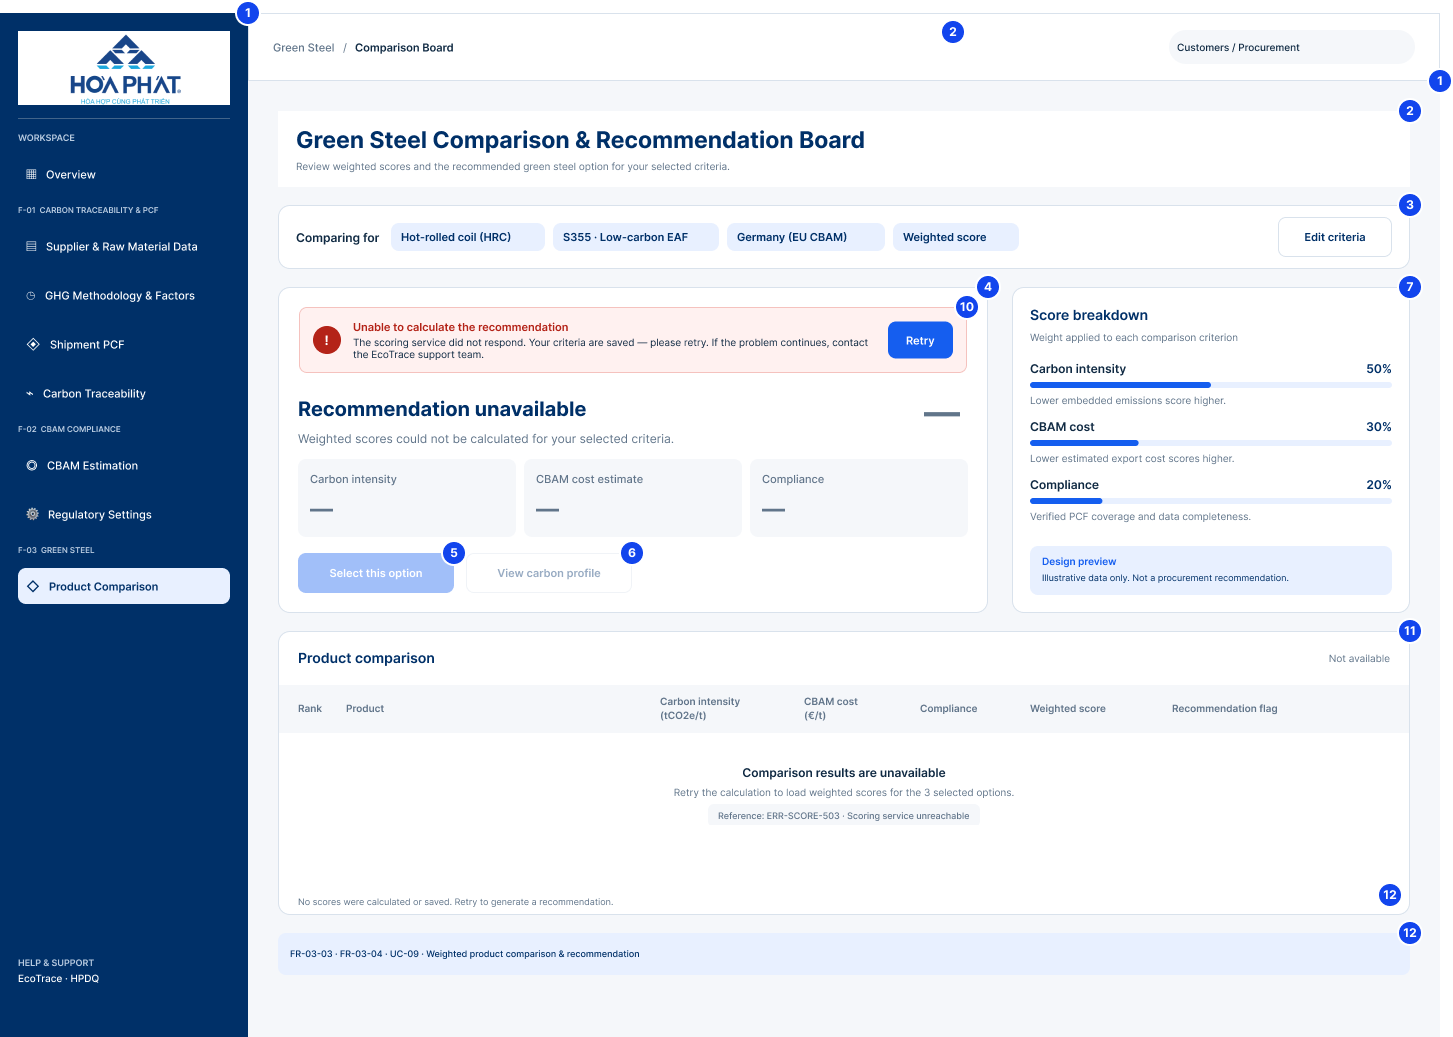 1
HÒA PHÁT
HÒA HỢP CÙNG PHÁT TRIỂN
WORKSPACE
Overview
F-01 CARBON TRACEABILITY & PCF
Supplier & Raw Material Data
GHG Methodology & Factors
Shipment PCF
Carbon Traceability
F-02 CBAM COMPLIANCE
CBAM Estimation
Regulatory Settings
F-03 GREEN STEEL
Product Comparison
HELP & SUPPORT
EcoTrace · HPDQ
Green Steel / Comparison Board
2
Customers / Procurement
1
2
Green Steel Comparison & Recommendation Board
Review weighted scores and the recommended green steel option for your selected criteria.
3
Comparing for
Hot-rolled coil (HRC)
S355 · Low-carbon EAF
Germany (EU CBAM)
Weighted score
Edit criteria
4
10
!
Unable to calculate the recommendation
The scoring service did not respond. Your criteria are saved — please retry. If the problem continues, contact
the EcoTrace support team.
Retry
Recommendation unavailable
—
Weighted scores could not be calculated for your selected criteria.
Carbon intensity
—
CBAM cost estimate
—
Compliance
—
5
Select this option
6
View carbon profile
7
Score breakdown
Weight applied to each comparison criterion
Carbon intensity 50%
Lower embedded emissions score higher.
CBAM cost 30%
Lower estimated export cost scores higher.
Compliance 20%
Verified PCF coverage and data completeness.
Design preview
Illustrative data only. Not a procurement recommendation.
11
Product comparison
Not available
Rank
Product
Carbon intensity
(tCO2e/t)
CBAM cost
(€/t)
Compliance
Weighted score
Recommendation flag
Comparison results are unavailable
Retry the calculation to load weighted scores for the 3 selected options.
Reference: ERR-SCORE-503 · Scoring service unreachable
12
No scores were calculated or saved. Retry to generate a recommendation.
12
FR-03-03 · FR-03-04 · UC-09 · Weighted product comparison & recommendation